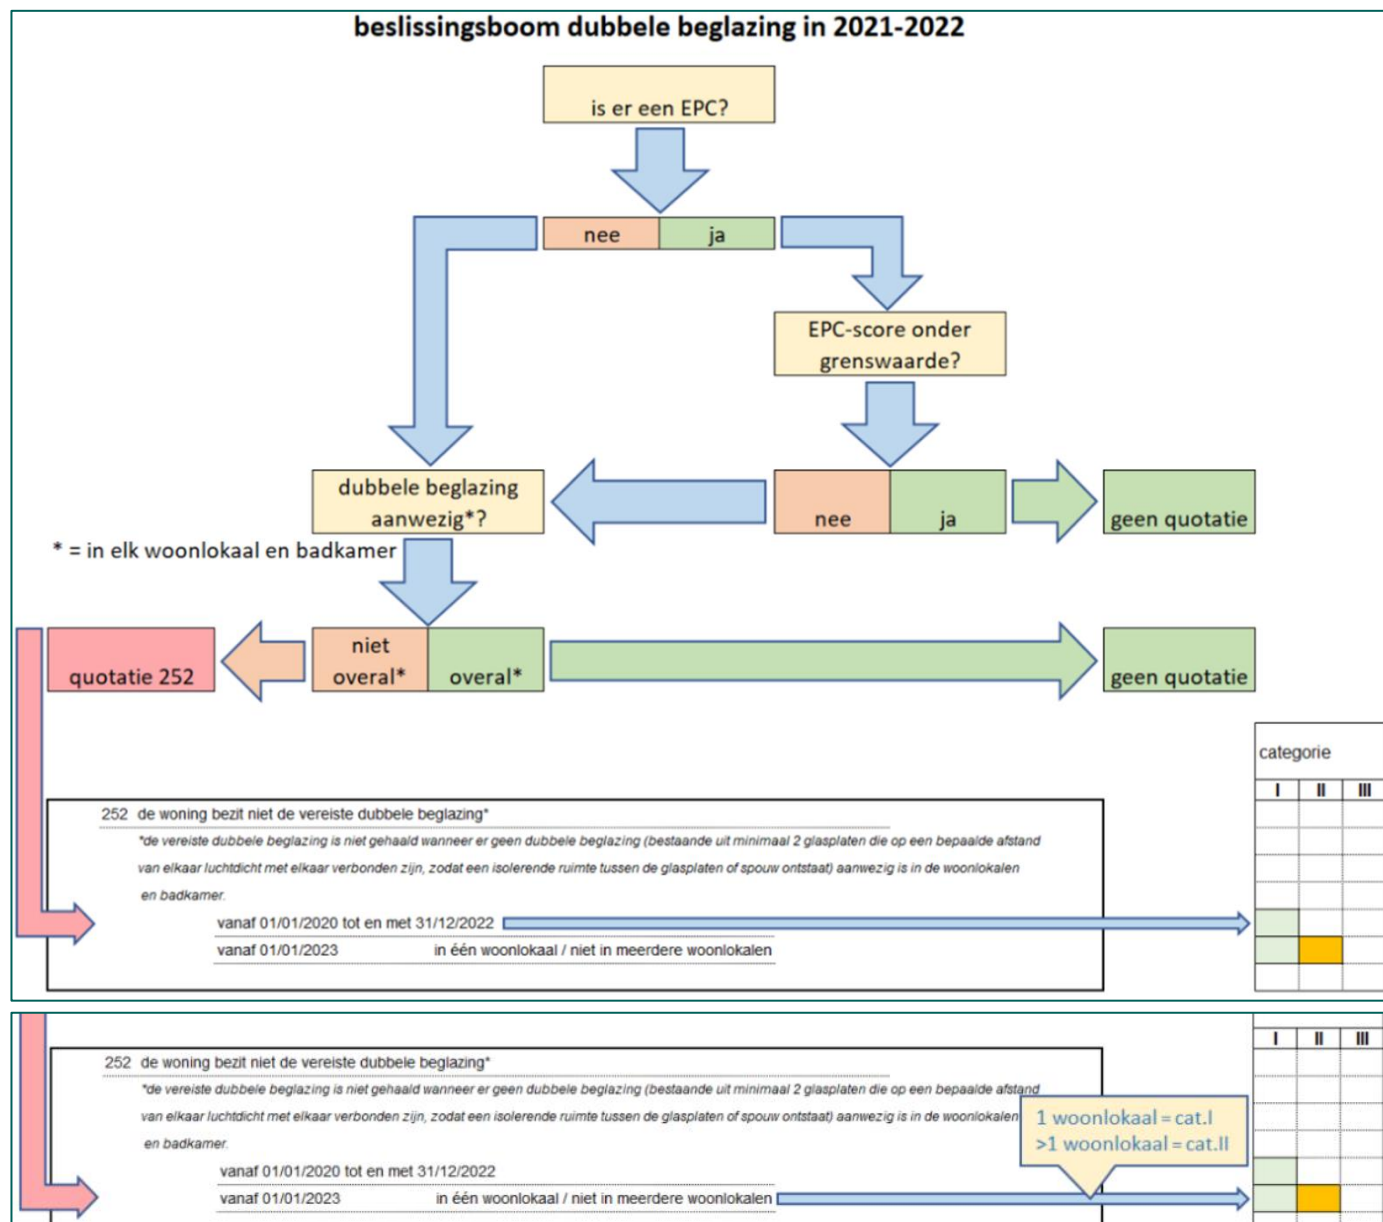 beslissingsboom dubbele beglazing in 2021-2022
is er een EPC?
nee
ja
EPC-score onder
grenswaarde?
dubbele beglazing
aanwezig*?
nee
ja
geen quotatie
* = in elk woonlokaal en badkamer
quotatie 252
niet
overal*
overal*
geen quotatie
categorie
I II III
252 de woning bezit niet de vereiste dubbele beglazing*
*de vereiste dubbele beglazing is niet gehaald wanneer er geen dubbele beglazing (bestaande uit minimaal 2 glasplaten die op een bepaalde afstand
van elkaar luchtdicht met elkaar verbonden zijn, zodat een isolerende ruimte tussen de glasplaten of spouw ontstaat) aanwezig is in de woonlokalen
en badkamer.
vanaf 01/01/2020 tot en met 31/12/2022
vanaf 01/01/2023 in één woonlokaal / niet in meerdere woonlokalen
I II III
252 de woning bezit niet de vereiste dubbele beglazing*
*de vereiste dubbele beglazing is niet gehaald wanneer er geen dubbele beglazing (bestaande uit minimaal 2 glasplaten die op een bepaalde afstand
van elkaar luchtdicht met elkaar verbonden zijn, zodat een isolerende ruimte tussen de glasplaten of spouw ontstaat) aanwezig is in de woonlokalen
en badkamer.
1 woonlokaal = cat.I
>1 woonlokaal = cat.II
vanaf 01/01/2020 tot en met 31/12/2022
vanaf 01/01/2023 in één woonlokaal / niet in meerdere woonlokalen